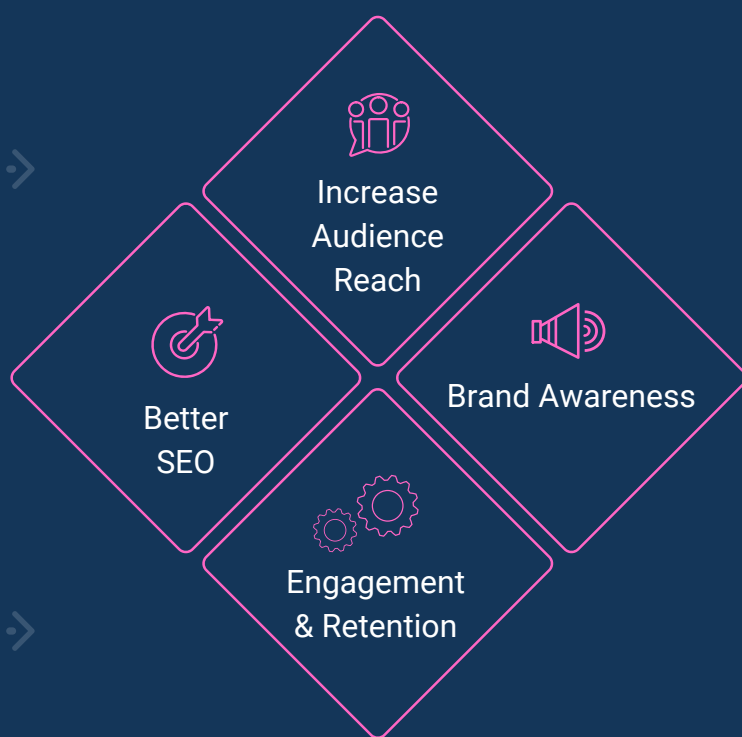 Increase
Audience
Reach
Better
SEO
Brand Awareness
Engagement
& Retention